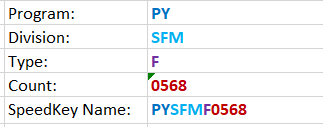 Program: PY
Division: SFM
Type: F
Count: 0568
SpeedKey Name: PYSFMF0568